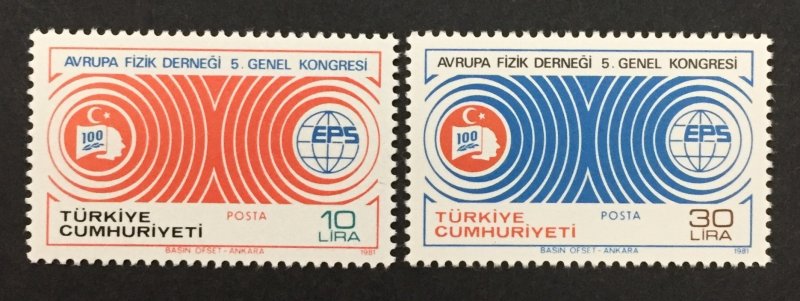 AVRUPA FİZİK DERNEĞİ 5. GENEL KONGRESİ
100
EPS
TÜRKİYE
CUMHURİYETİ
POSTA
10
LİRA
BASIN OFSET - ANKARA
1981
AVRUPA FİZİK DERNEĞİ 5. GENEL KONGRESİ
100
EPS
TÜRKİYE
CUMHURİYETİ
POSTA
30
LİRA
BASIN OFSET - ANKARA
1981